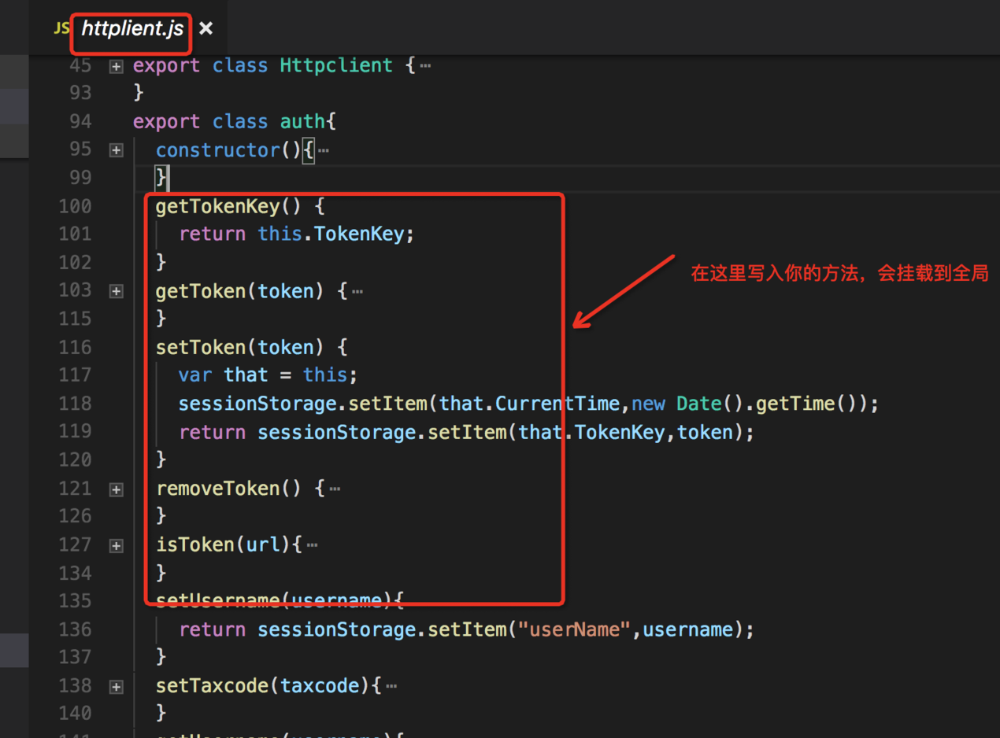 JS httplient.js ×
45 export class Httpclient {…
93 }
94 export class auth{
95 constructor(){…
99 }
100 getTokenKey() {
101 return this.TokenKey;
102 }
103 getToken(token) {…
115 }
在这里写入你的方法，会挂载到全局
116 setToken(token) {
117 var that = this;
118 sessionStorage.setItem(that.CurrentTime,new Date().getTime());
119 return sessionStorage.setItem(that.TokenKey,token);
120 }
121 removeToken() {…
126 }
127 isToken(url){…
134 }
135 setUsername(username){
136 return sessionStorage.setItem("userName",username);
137 }
138 setTaxcode(taxcode){…
140 }
141 getUsername(username){